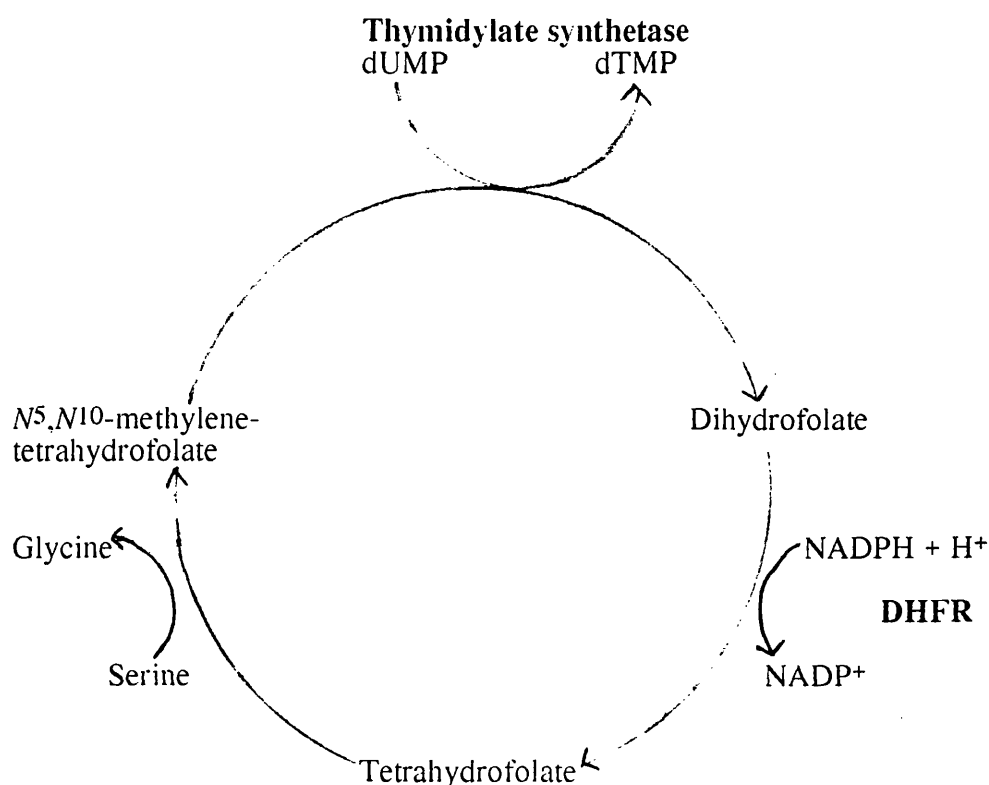 Thymidylate synthetase
dUMP dTMP
N5,N10-methylene-
tetrahydrofolate
Dihydrofolate
Glycine
NADPH + H+
DHFR
Serine
NADP+
Tetrahydrofolate